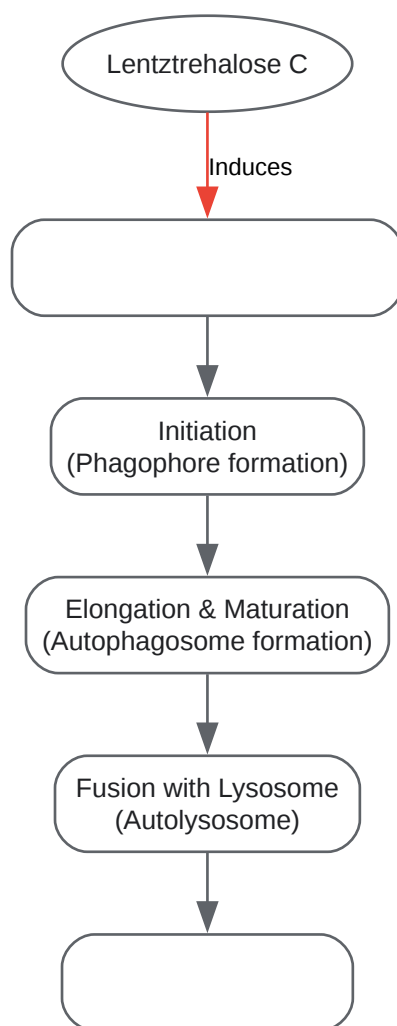 Lentztrehalose C
Induces
Initiation
(Phagophore formation)
Elongation & Maturation
(Autophagosome formation)
Fusion with Lysosome
(Autolysosome)